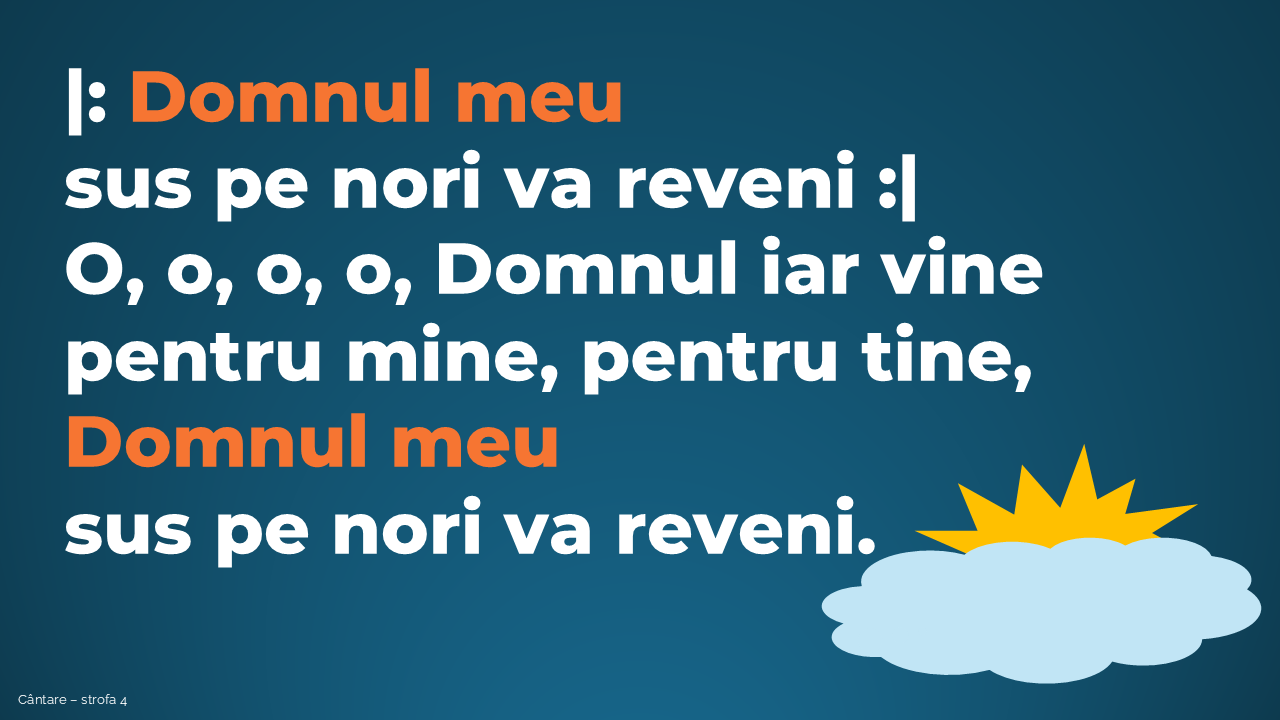 |: Domnul meu
sus pe nori va reveni :|
O, o, o, o, Domnul iar vine
pentru mine, pentru tine,
Domnul meu
sus pe nori va reveni.
Cântare – strofa 4